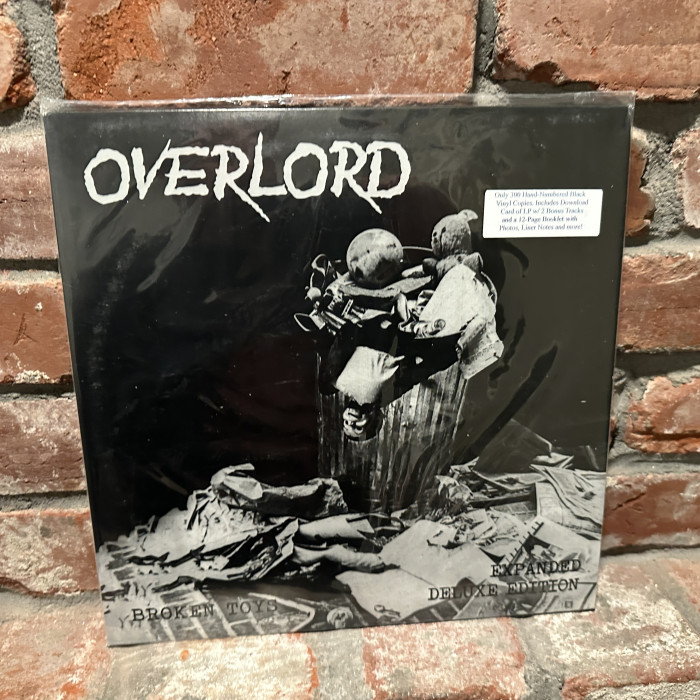 OVERLORD
Only 500 Hand-Numbered Black
Vinyl Copies. Includes Download
Card of LP w/ 2 Bonus Tracks
and a 12-Page Booklet with
Photos, Liner Notes and more!
EXPANDED
DELUXE EDITION
BROKEN TOYS